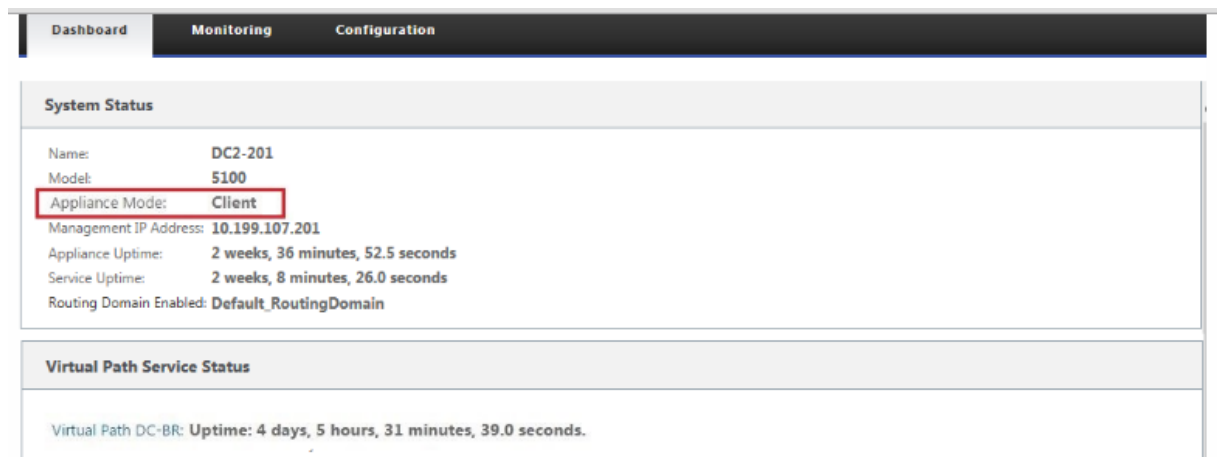 Dashboard Monitoring Configuration
System Status
Name: DC2-201
Model: 5100
Appliance Mode: Client
Management IP Address: 10.199.107.201
Appliance Uptime: 2 weeks, 36 minutes, 52.5 seconds
Service Uptime: 2 weeks, 8 minutes, 26.0 seconds
Routing Domain Enabled: Default_RoutingDomain
Virtual Path Service Status
Virtual Path DC-BR: Uptime: 4 days, 5 hours, 31 minutes, 39.0 seconds.